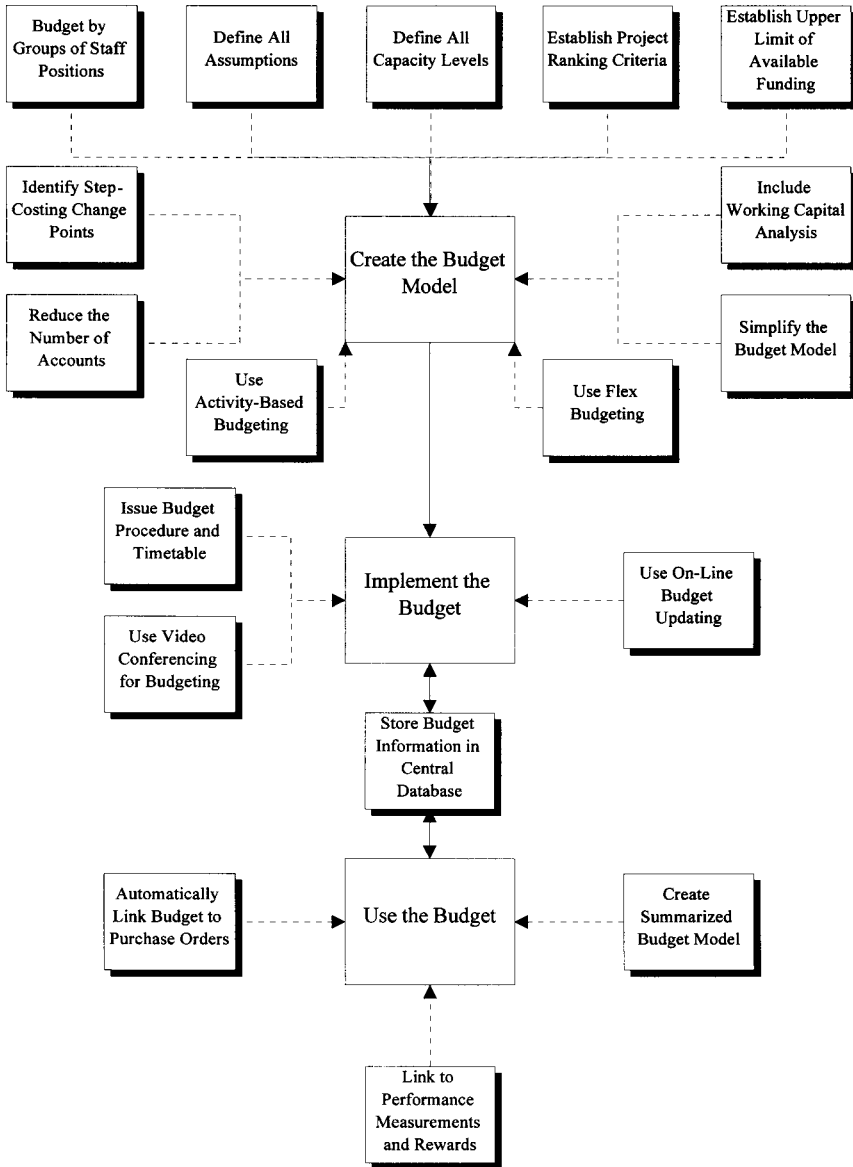 Budget by
Groups of Staff
Positions
Define All
Assumptions
Define All
Capacity Levels
Establish Project
Ranking Criteria
Establish Upper
Limit of
Available
Funding
Identify Step-
Costing Change
Points
Include
Working Capital
Analysis
Create the Budget
Model
Reduce the
Number of
Accounts
Simplify the
Budget Model
Use
Activity-Based
Budgeting
Use Flex
Budgeting
Issue Budget
Procedure and
Timetable
Implement the
Budget
Use On-Line
Budget
Updating
Use Video
Conferencing
for Budgeting
Store Budget
Information in
Central
Database
Automatically
Link Budget to
Purchase Orders
Use the Budget
Create
Summarized
Budget Model
Link to
Performance
Measurements
and Rewards